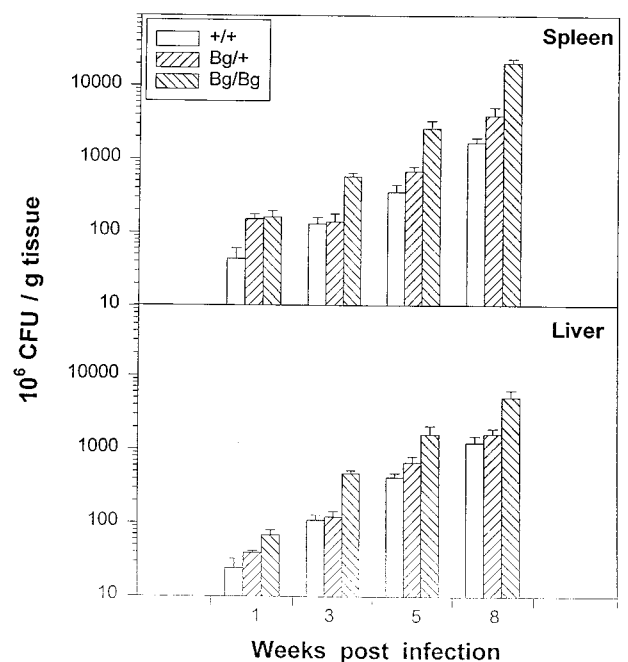 +/+
Bg/+
Bg/Bg
Spleen
10000
1000
100
10
Liver
10000
1000
100
10
10⁶ CFU / g tissue
1 3 5 8
Weeks post infection